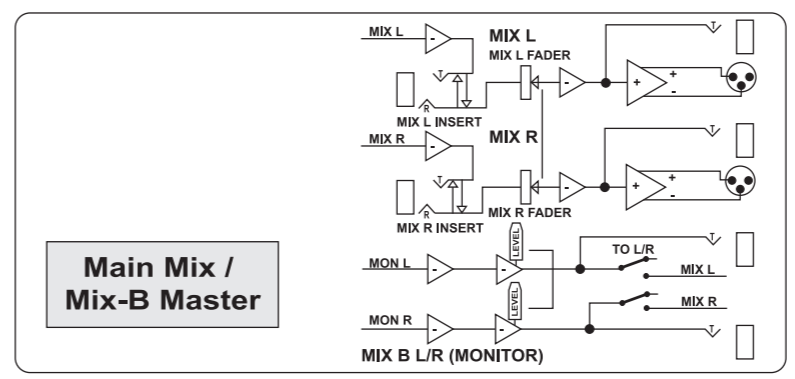 MIX L
MIX L
MIX L FADER
T
T
R
MIX L INSERT
-
-
+
+
-
MIX R
MIX R
T
T
R
MIX R INSERT
MIX R FADER
-
-
+
+
-
Main Mix /
Mix-B Master
MON L
-
-
LEVEL
TO L/R
T
MIX L
MON R
-
-
LEVEL
MIX R
T
MIX B L/R (MONITOR)